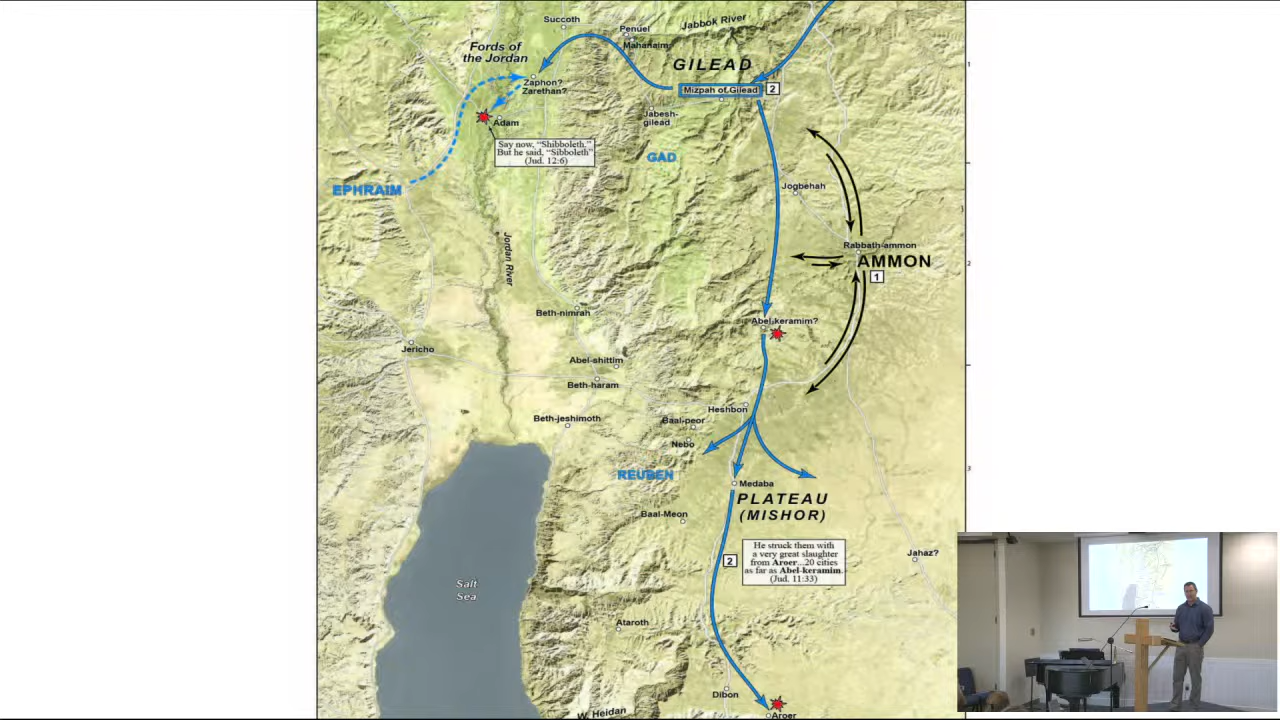 Succoth
Penuel
Jabbok River
Mahanaim
Fords of
the Jordan
GILEAD
1
Zaphon?
Zarethan?
Mizpah of Gilead
2
Jabesh-
gilead
Adam
Say now, “Shibboleth.”
But he said, “Sibboleth”
(Jud. 12:6)
GAD
EPHRAIM
Jogbehah
Jordan River
Rabbath-ammon
AMMON
2
1
Beth-nimrah
Abel-keramim?
Jericho
Abel-shittim
Beth-haram
Heshbon
Beth-jeshimoth
Baal-peor
Nebo
3
REUBEN
Medaba
PLATEAU
(MISHOR)
Baal-Meon
He struck them with
a very great slaughter
from Aroer...20 cities
as far as Abel-keramim.
(Jud. 11:33)
2
Jahaz?
Salt
Sea
Ataroth
Dibon
W. Heidan
Aroer